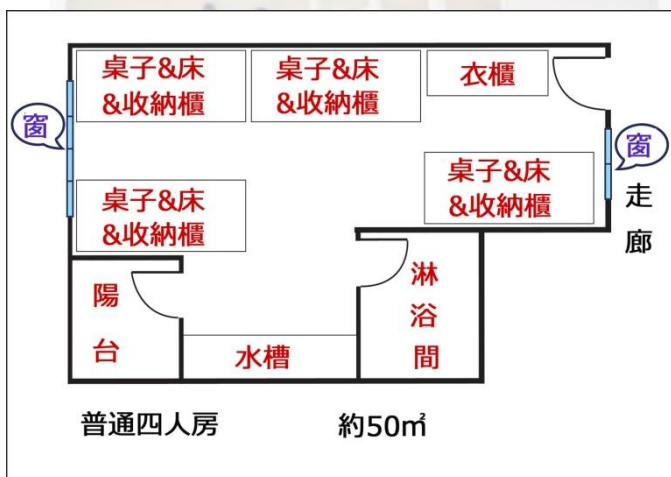 桌子&床
&收納櫃
桌子&床
&收納櫃
衣櫃
窗
窗
桌子&床
&收納櫃
走廊
桌子&床
&收納櫃
陽台
淋浴間
水槽
普通四人房
約50㎡